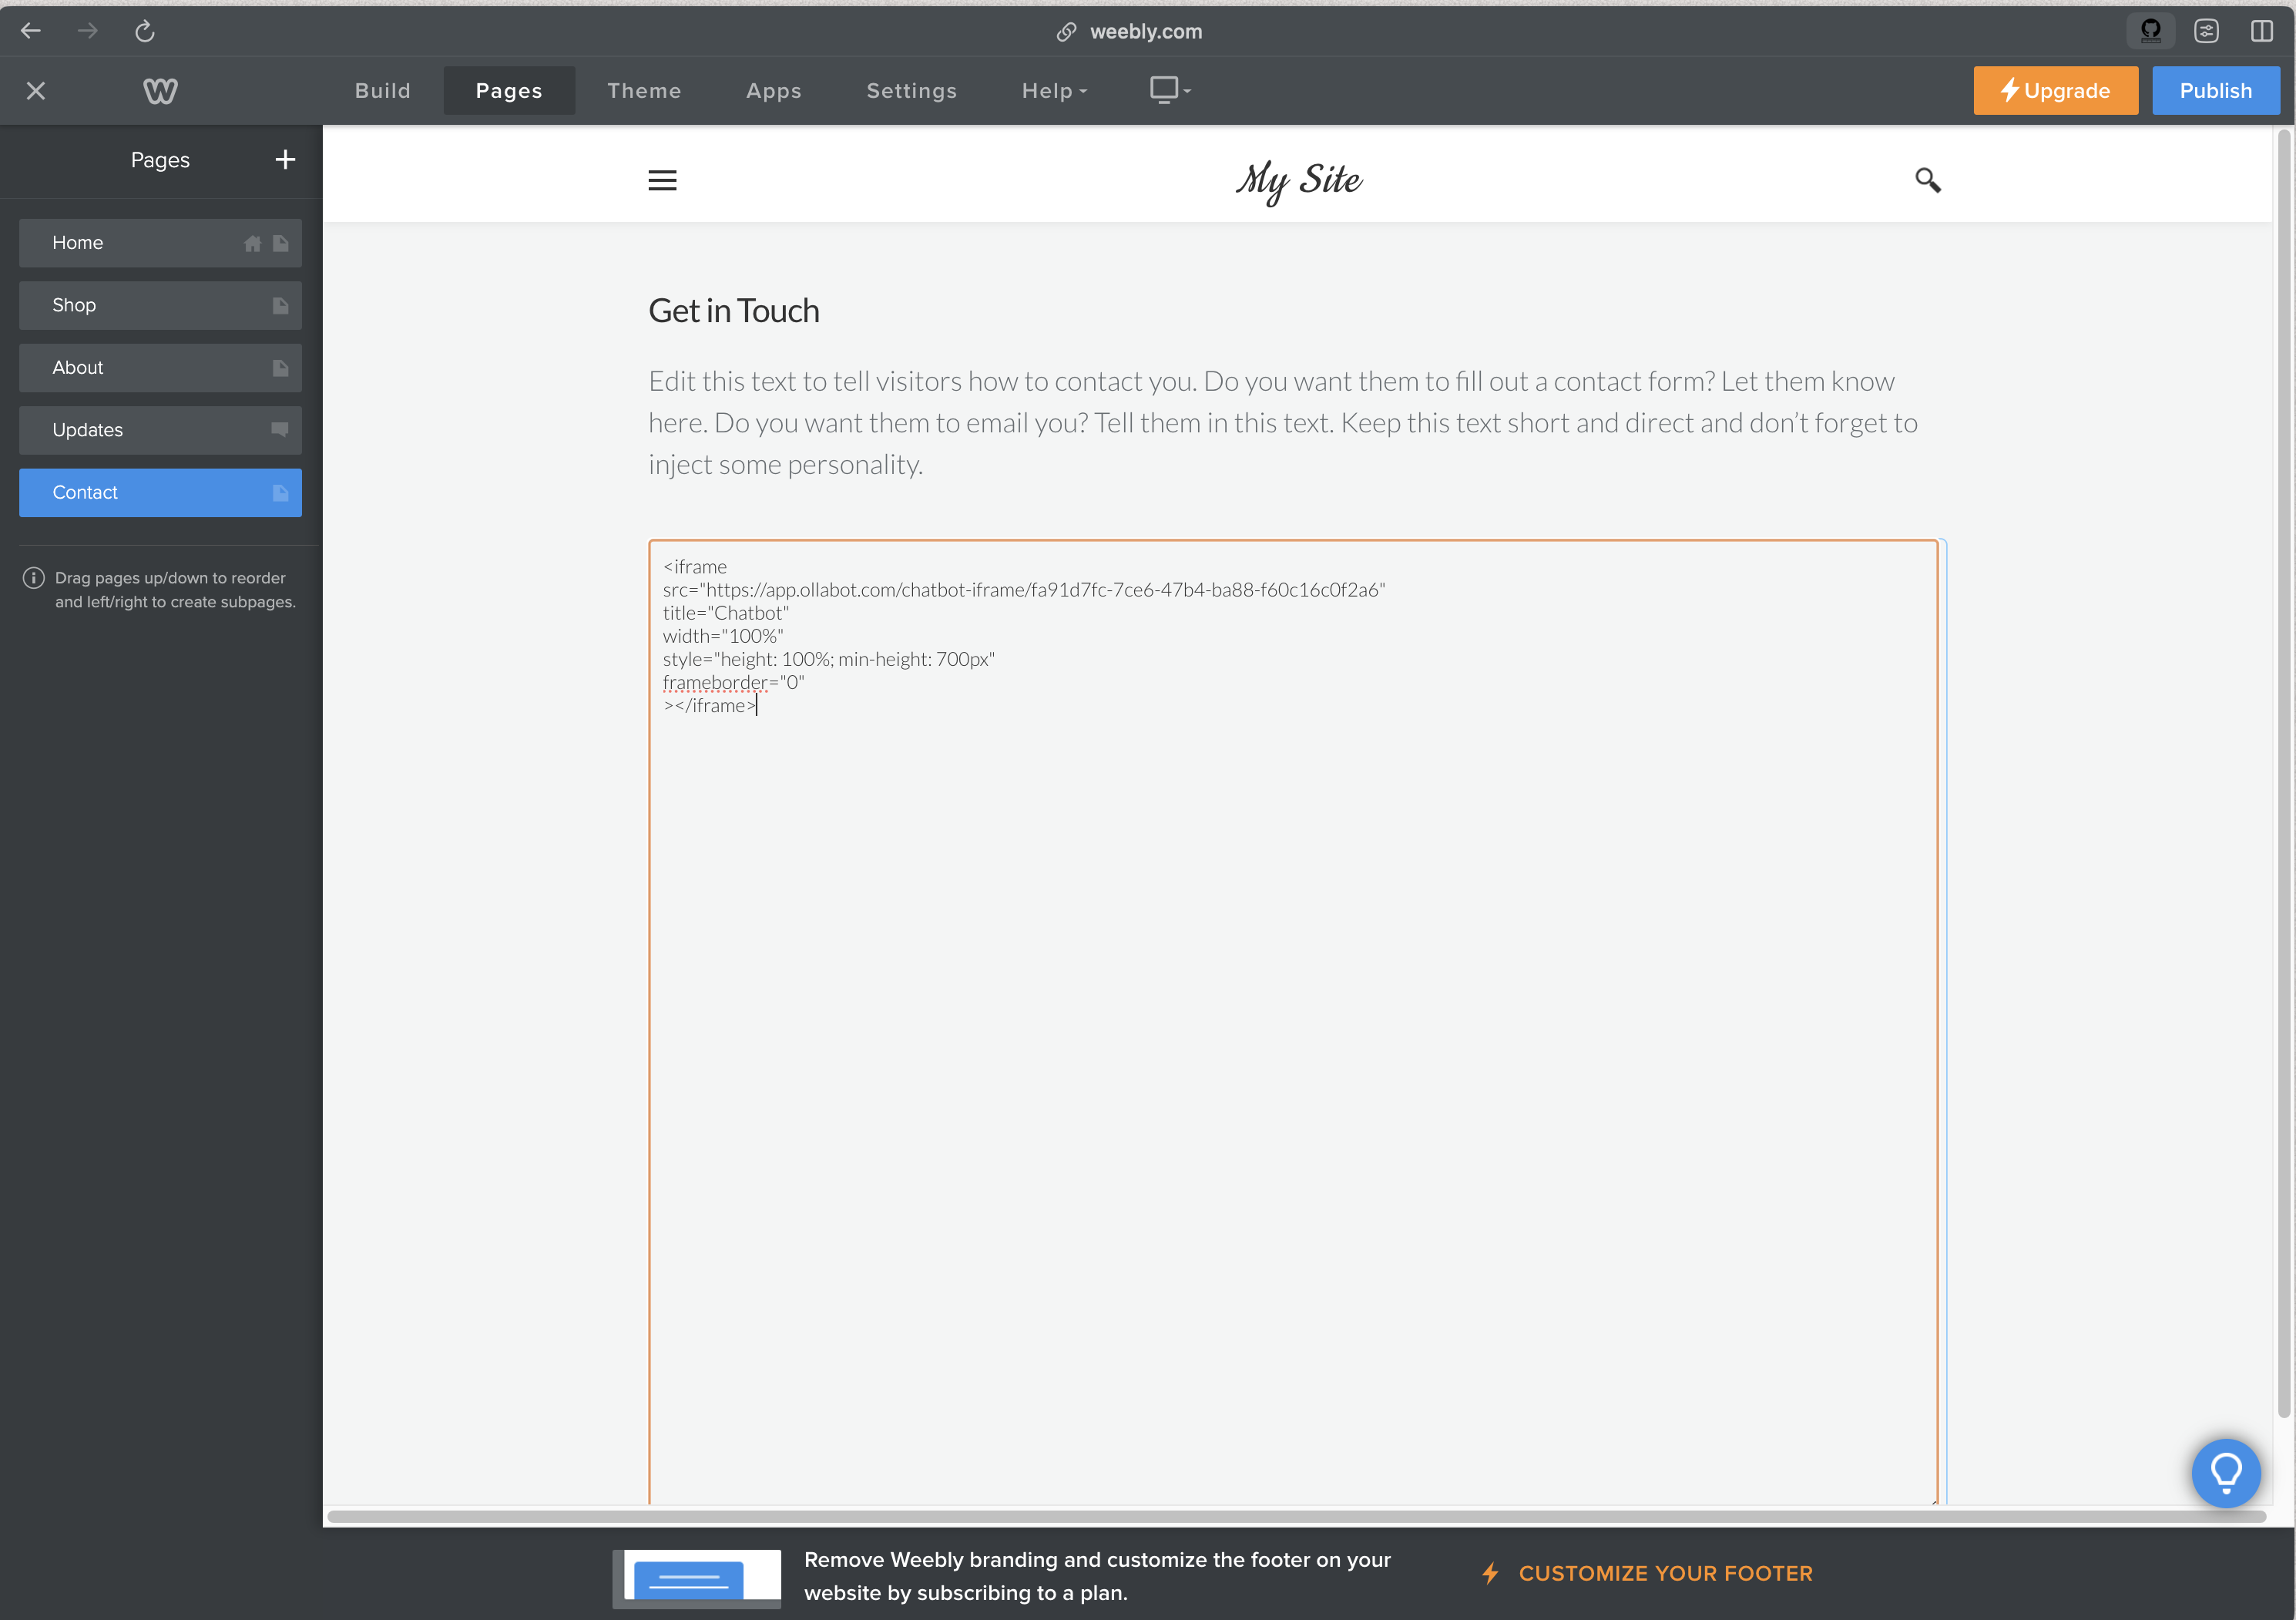 weebly.com
Build Pages Theme Apps Settings Help
Upgrade Publish
Pages
Home
Shop
About
Updates
Contact
Drag pages up/down to reorder
and left/right to create subpages.
My Site
Get in Touch
Edit this text to tell visitors how to contact you. Do you want them to fill out a contact form? Let them know
here. Do you want them to email you? Tell them in this text. Keep this text short and direct and don’t forget to
inject some personality.
<iframe
src="https://app.ollabot.com/chatbot-iframe/fa91d7fc-7ce6-47b4-ba88-f60c16c0f2a6"
title="Chatbot"
width="100%"
style="height: 100%; min-height: 700px"
frameborder="0"
></iframe>
Remove Weebly branding and customize the footer on your
website by subscribing to a plan.
CUSTOMIZE YOUR FOOTER